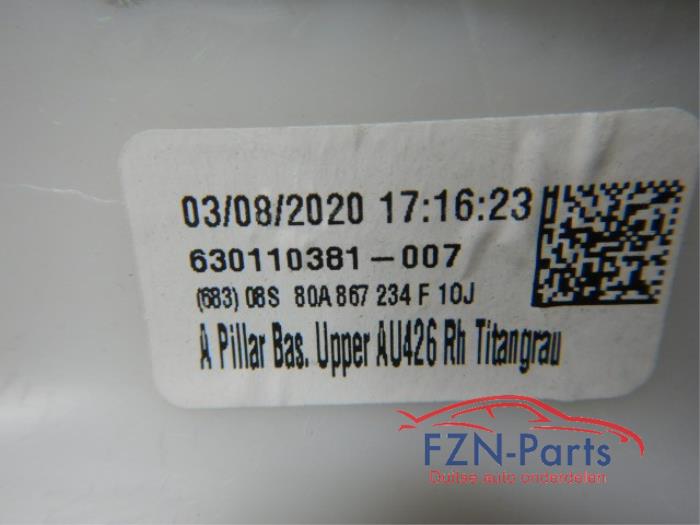 03/08/2020 17:16:23
630110381-007
(683) 08S 80A 867 234 F 10J
A Pillar Bas. Upper AU426 Rh Titangrau
FZN-Parts
Duitse auto onderdelen